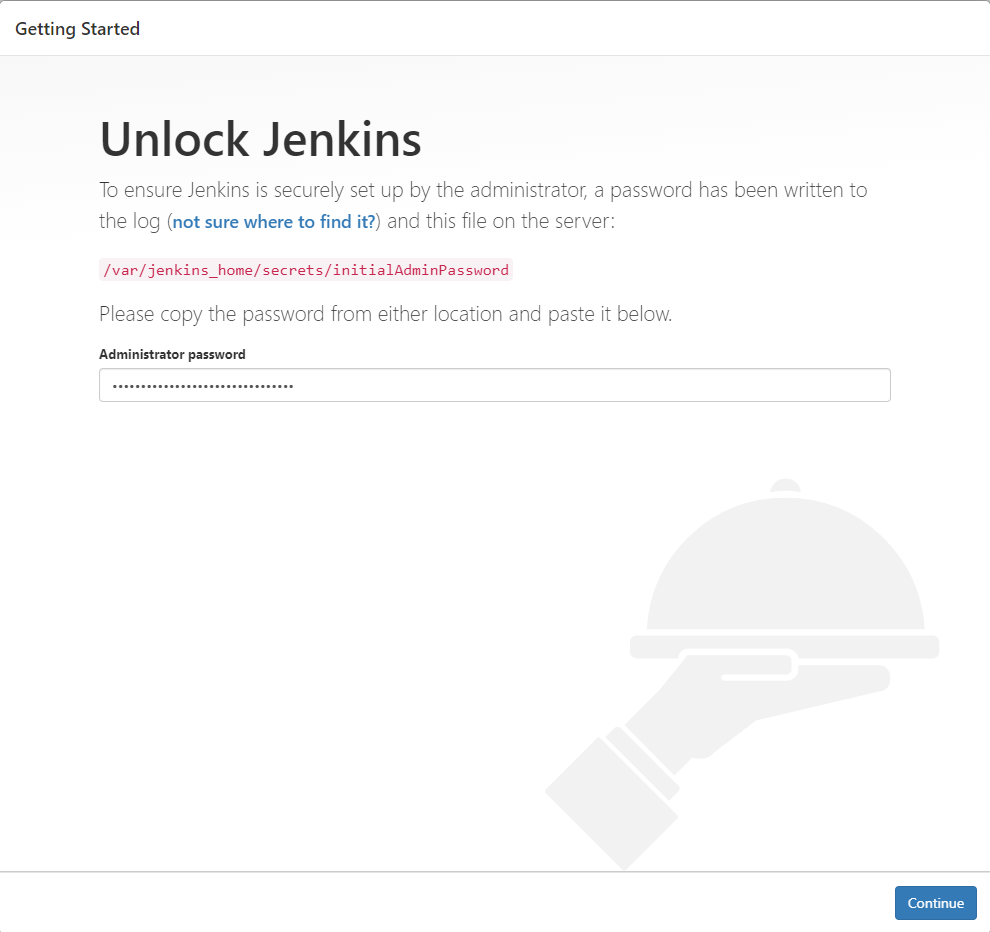 Getting Started
Unlock Jenkins
To ensure Jenkins is securely set up by the administrator, a password has been written to
the log (not sure where to find it?) and this file on the server:
/var/jenkins_home/secrets/initialAdminPassword
Please copy the password from either location and paste it below.
Administrator password
••••••••••••••••••••••••••••••••
Continue